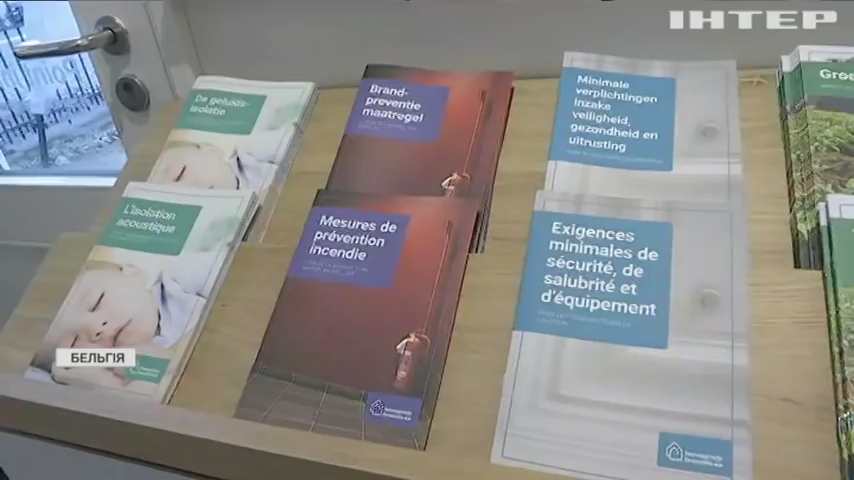 ІНТЕР
De geluids-
isolatie
Brand-
preventie
maatregel
Minimale
verplichtingen
inzake
veiligheid,
gezondheid en
uitrusting
Groe
L'isolation
acoustique
Mesures de
prévention
incendie
Exigences
minimales de
sécurité, de
salubrité et
d'équipement
БЕЛЬГІЯ